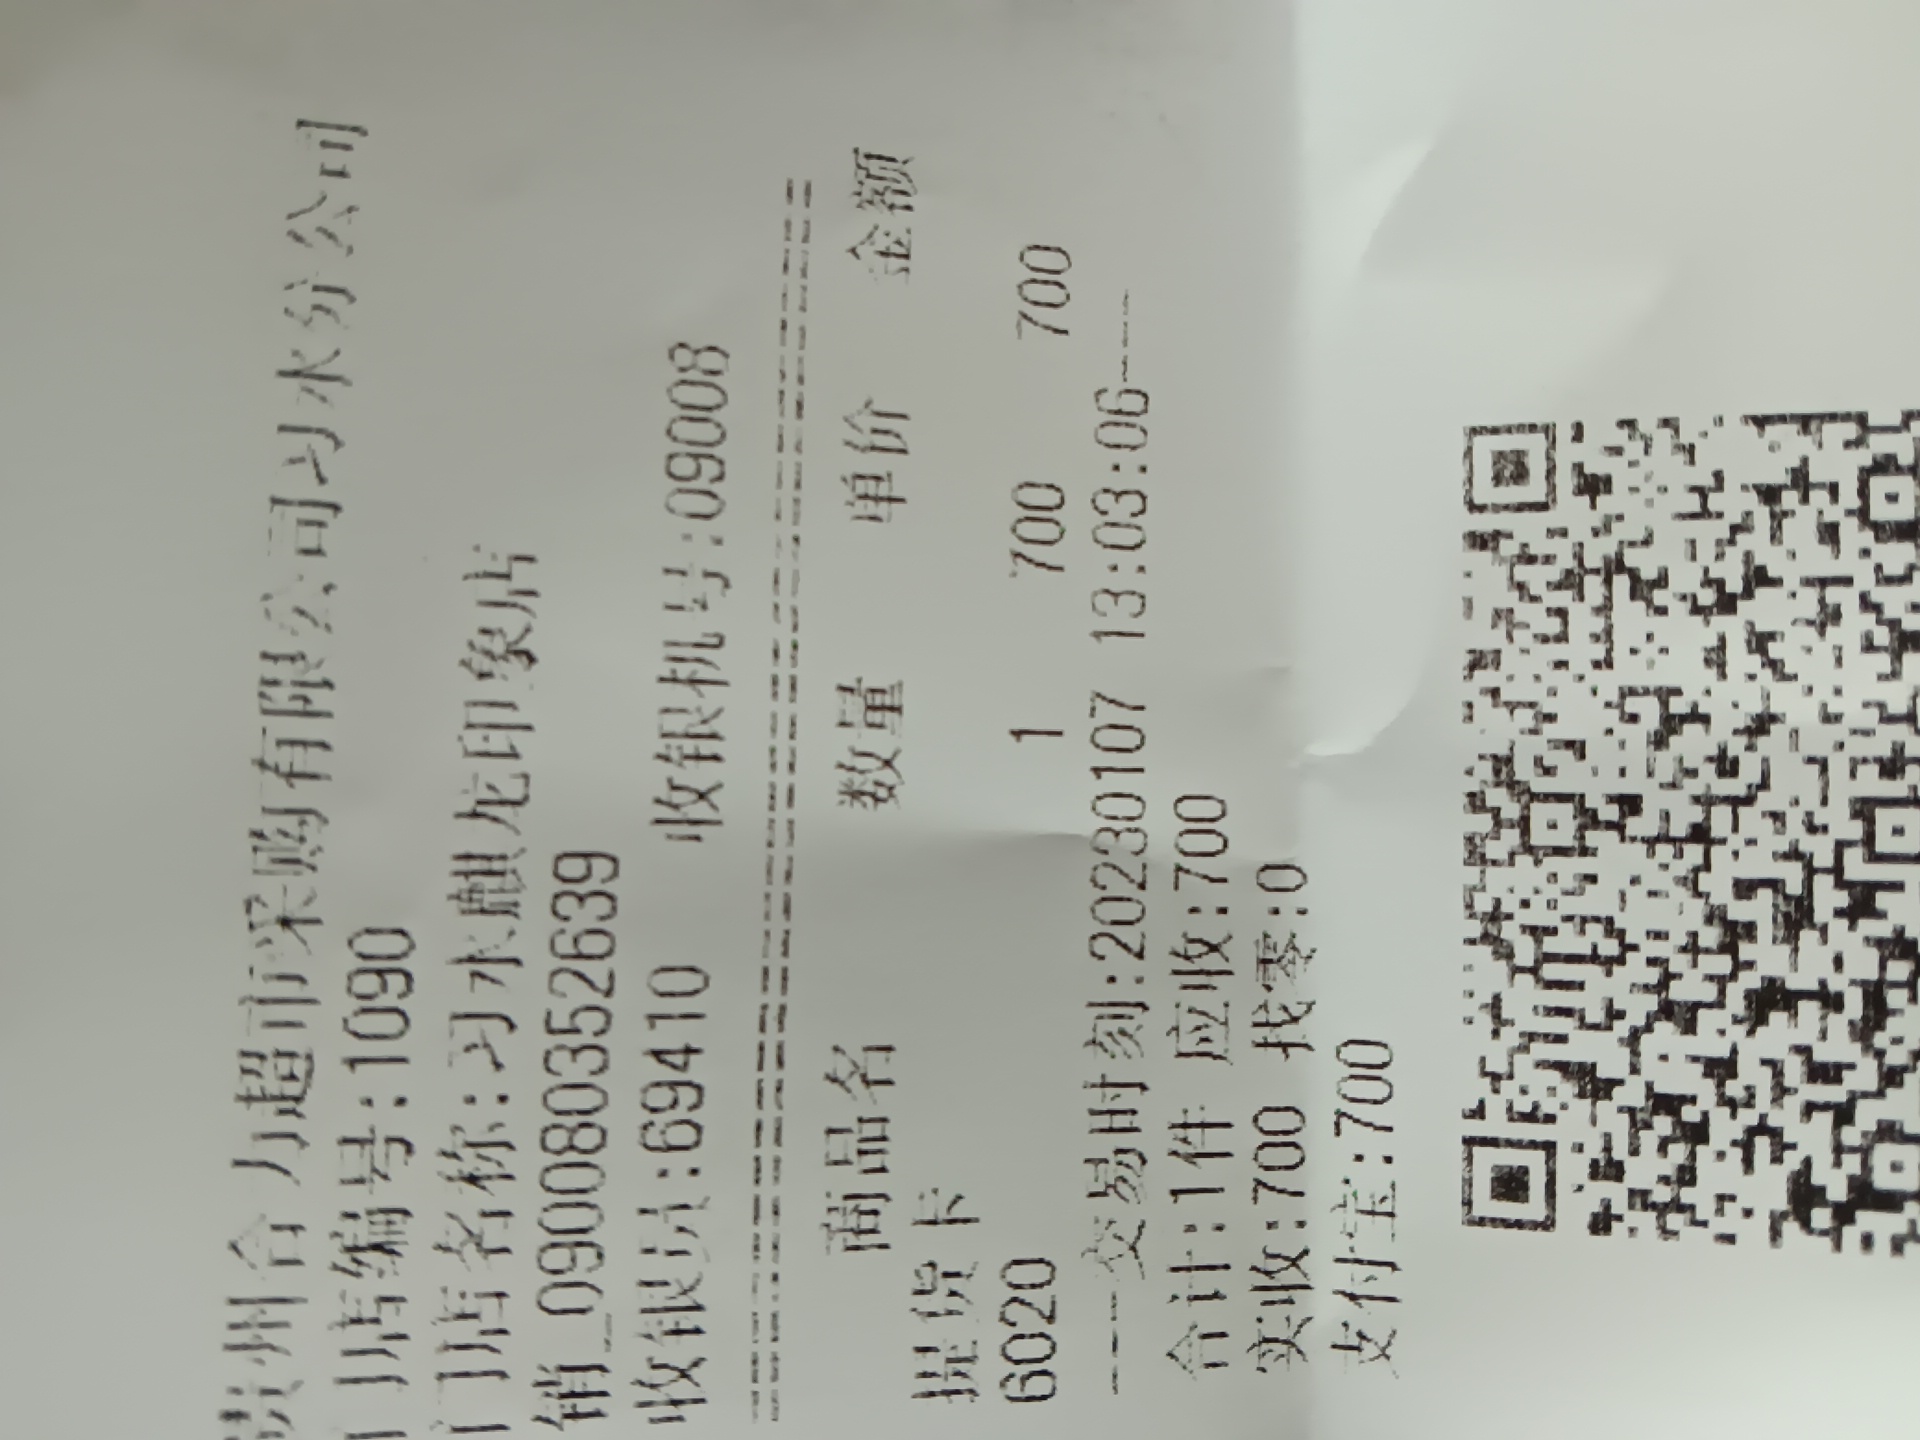 贵州合力超市采购有限公司习水分公司
门店编号:1090
门店名称:习水麒龙印象店
销_090080352639
收银员:69410 收银机号:09008
==================================
商品名 数量 单价 金额
提货卡
6020 1 700 700
----交易时刻:20230107 13:03:06----
合计:1件 应收:700
实收:700 找零:0
支付宝:700